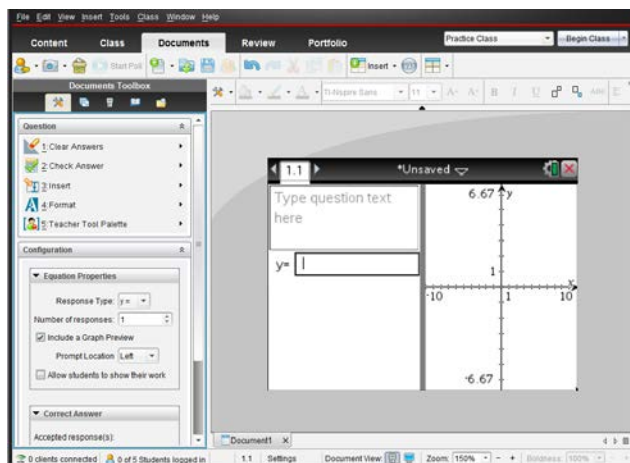 File Edit View Insert Tools Class Window Help
Content Class Documents Review Portfolio
Practice Class Begin Class
Start Poll Insert
Documents Toolbox
TI-Nspire Sans 11 A- A- B I U
Question
1:Clear Answers
2:Check Answer
3:Insert
4:Format
5:Teacher Tool Palette
Configuration
Equation Properties
Response Type: y =
Number of responses: 1
Include a Graph Preview
Prompt Location Left
Allow students to show their work
Correct Answer
Accepted response(s):
1.1 *Unsaved
Type question text
here
y=
6.67 y
1
x
-10 1 10
-6.67
Document1 X
0 clients connected 0 of 5 Students logged in 1.1 Settings Document View: Zoom: 150% - + Boldness: 100%